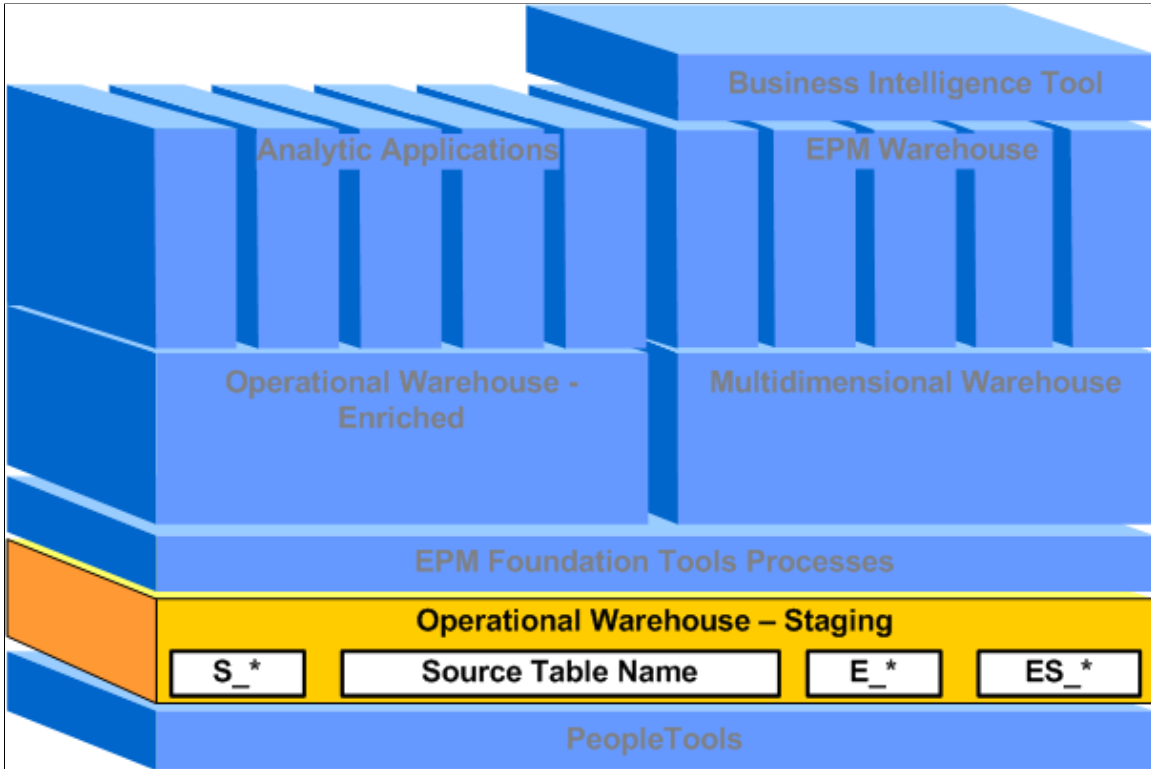 Business Intelligence Tool
Analytic Applications
EPM Warehouse
Operational Warehouse -
Enriched
Multidimensional Warehouse
EPM Foundation Tools Processes
Operational Warehouse – Staging
S_*
Source Table Name
E_*
ES_*
PeopleTools